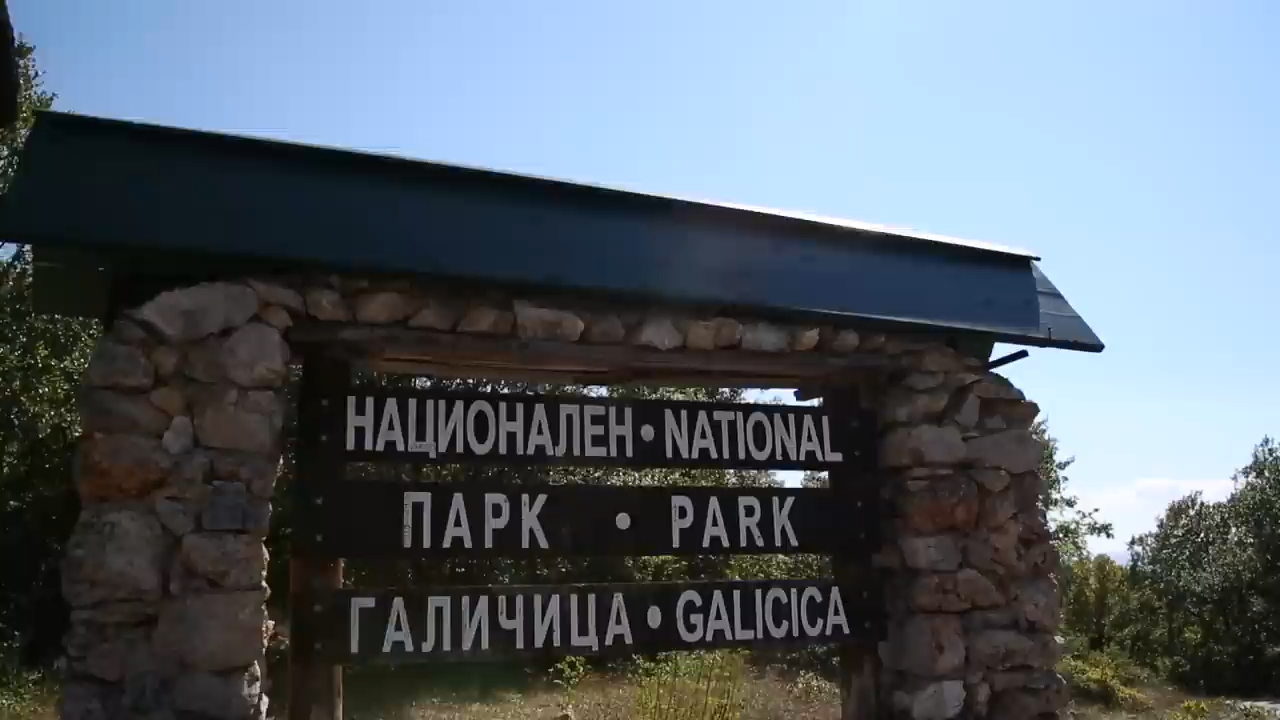 НАЦИОНАЛЕН • NATIONAL
ПАРК • PARK
ГАЛИЧИЦА • GALICICA